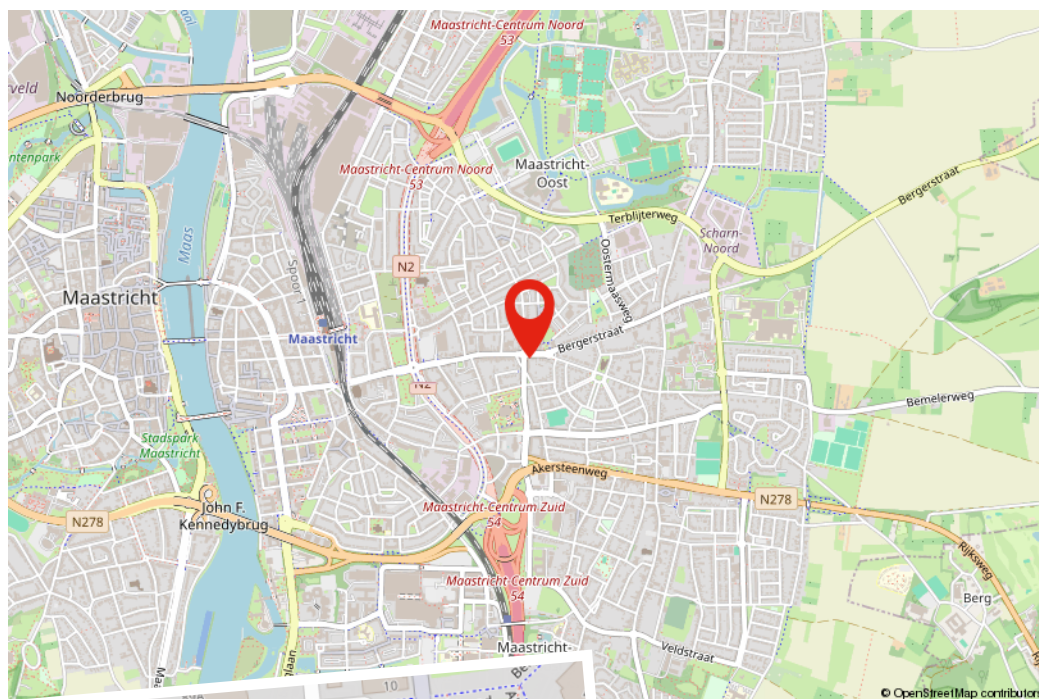 Maastricht-Centrum Noord
53
Noorderbrug
Maastricht-Centrum Noord
53
Maastricht-
Oost
Terblijterweg
Bergerstraat
Scharn-
Noord
Oostermaasweg
Maas
Spoor 1
N2
Maastricht
Maastricht
Bergerstraat
N2
Bemelerweg
Stadspark
Maastricht
Akersteenweg
N278
John F.
Kennedybrug
N278
Maastricht-Centrum Zuid
54
Rijksweg
Maastricht-Centrum Zuid
54
Berg
Maastricht-
Veldstraat
10
© OpenStreetMap contributors